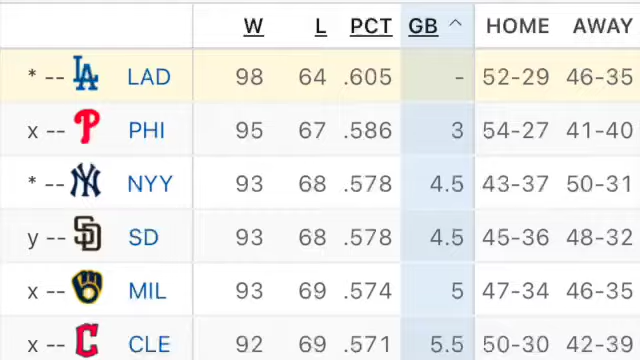 W L PCT GB ^ HOME AWAY
* -- LA LAD 98 64 .605 - 52-29 46-35
x -- P PHI 95 67 .586 3 54-27 41-40
* -- NY NYY 93 68 .578 4.5 43-37 50-31
y -- SD SD 93 68 .578 4.5 45-36 48-32
x -- MIL 93 69 .574 5 47-34 46-35
x -- C CLE 92 69 .571 5.5 50-30 42-39